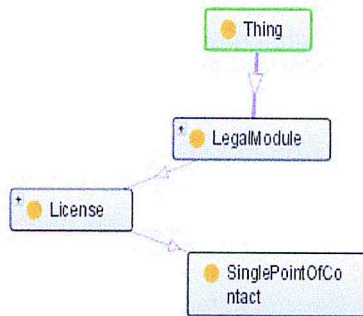 Thing
LegalModule
License
SinglePointOfCo
ntact